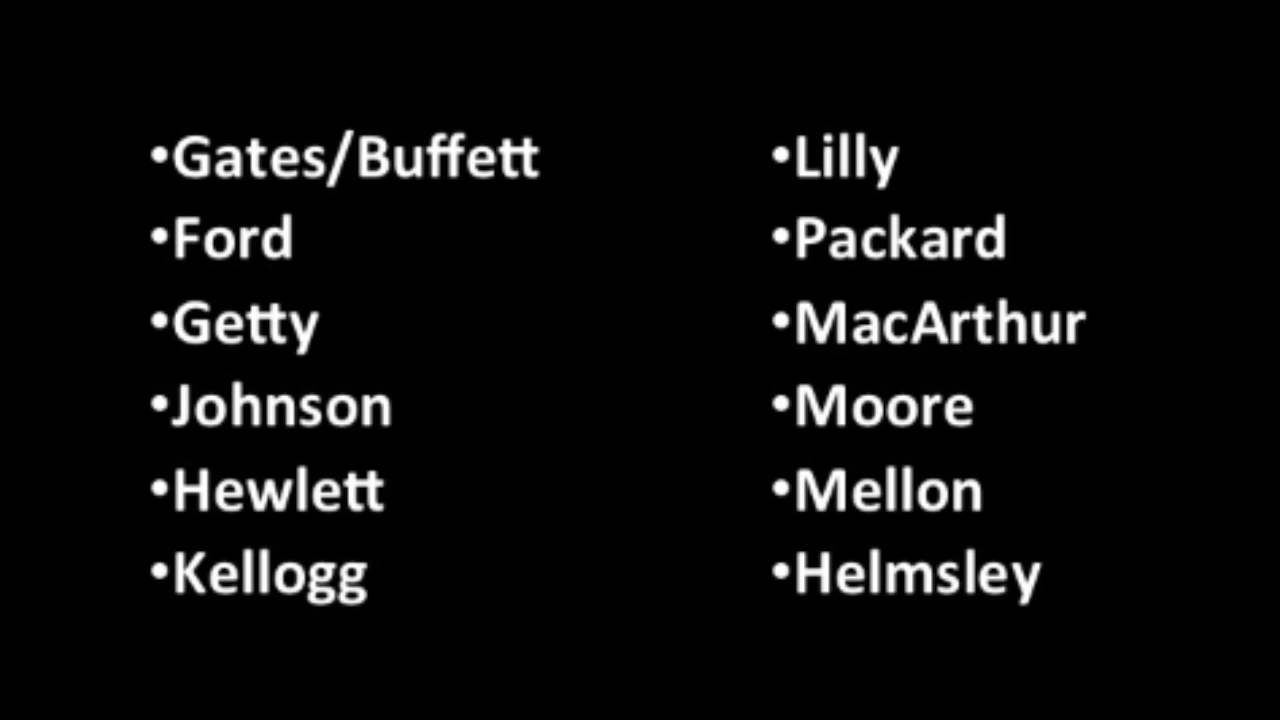 •Gates/Buffett
•Ford
•Getty
•Johnson
•Hewlett
•Kellogg
•Lilly
•Packard
•MacArthur
•Moore
•Mellon
•Helmsley